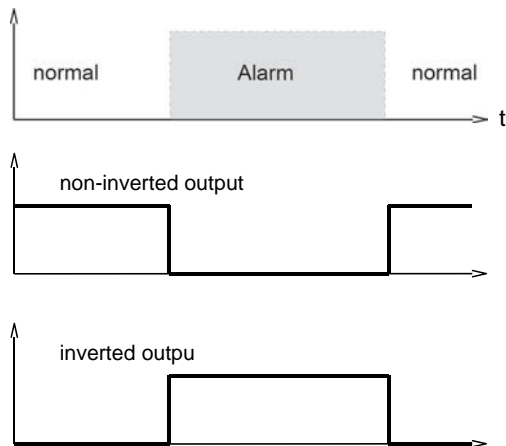 normal Alarm normal
t
non-inverted output
inverted outpu